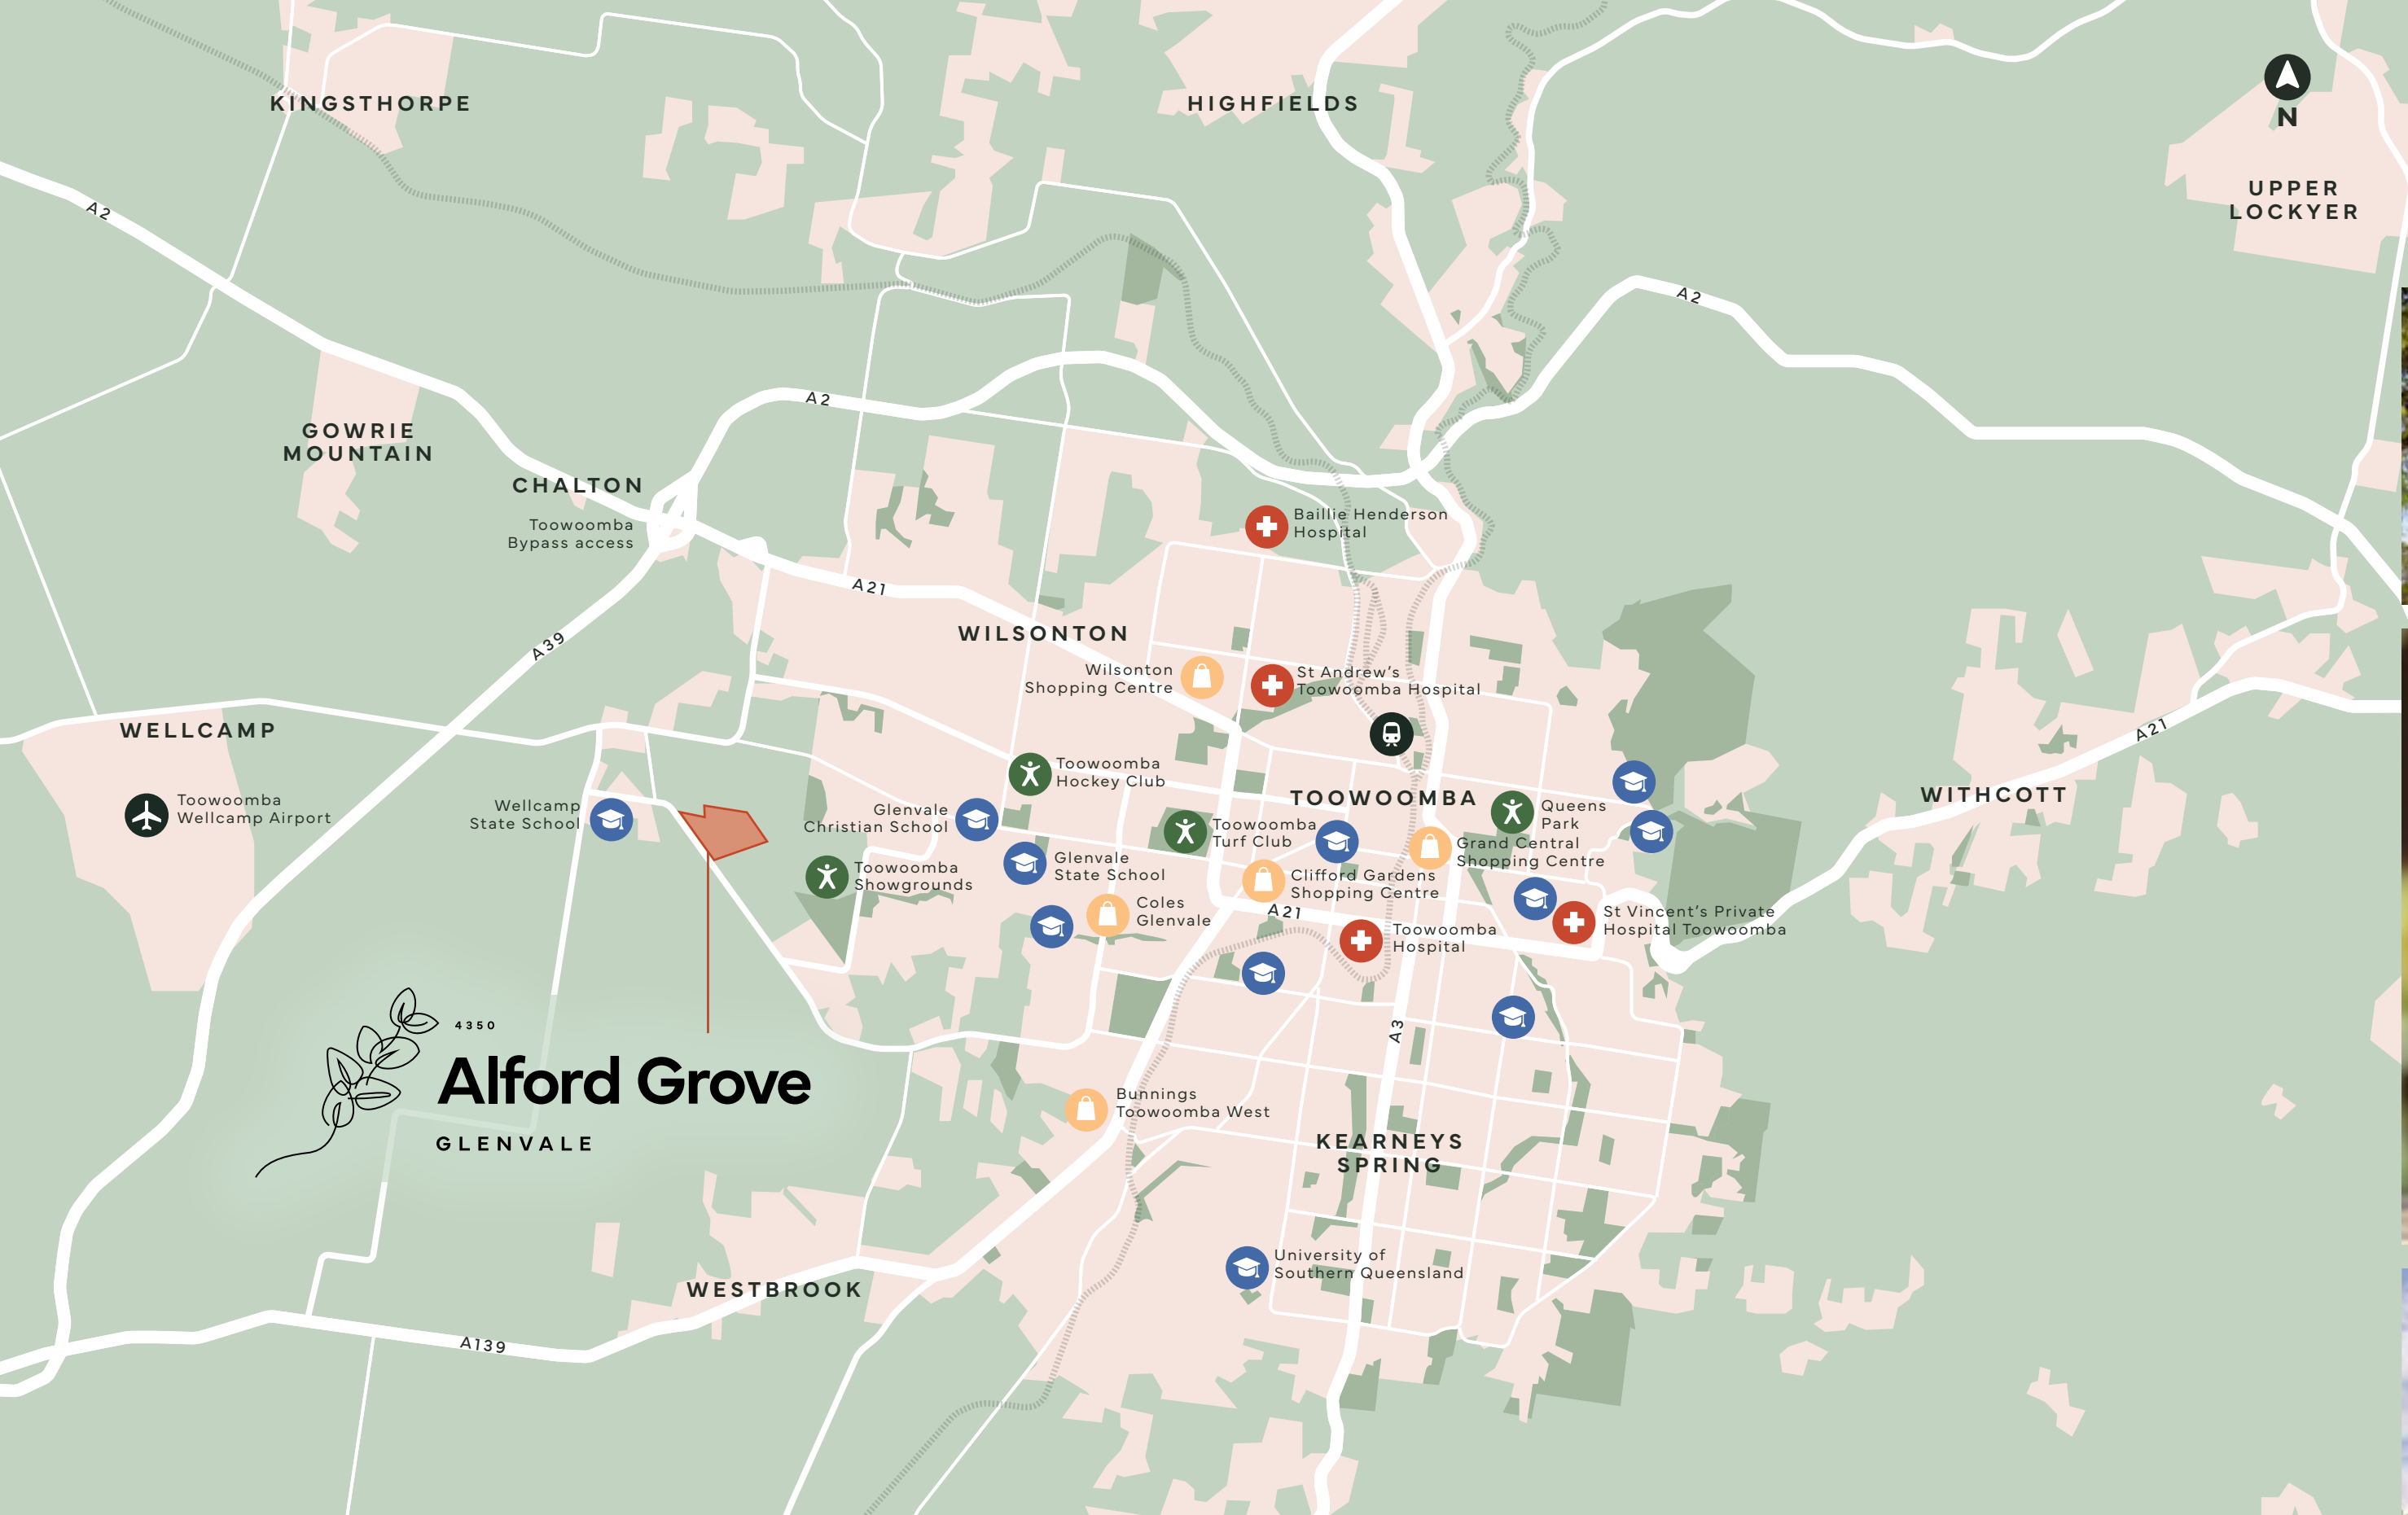 KINGSTHORPE
HIGHFIELDS
N
UPPER
LOCKYER
A2
A2
A2
GOWRIE
MOUNTAIN
CHALTON
Toowoomba
Bypass access
Baillie Henderson
Hospital
A21
A39
WILSONTON
Wilsonton
Shopping Centre
St Andrew’s
Toowoomba Hospital
WELLCAMP
Toowoomba
Wellcamp Airport
Wellcamp
State School
Toowoomba
Hockey Club
Glenvale
Christian School
TOOWOOMBA
Toowoomba
Turf Club
Queens
Park
Grand Central
Shopping Centre
A21
WITHCOTT
Toowoomba
Showgrounds
Glenvale
State School
Clifford Gardens
Shopping Centre
Coles
Glenvale
A21
Toowoomba
Hospital
St Vincent’s Private
Hospital Toowoomba
4350
Alford Grove
GLENVALE
A3
Bunnings
Toowoomba West
KEARNEYS
SPRING
University of
Southern Queensland
WESTBROOK
A139